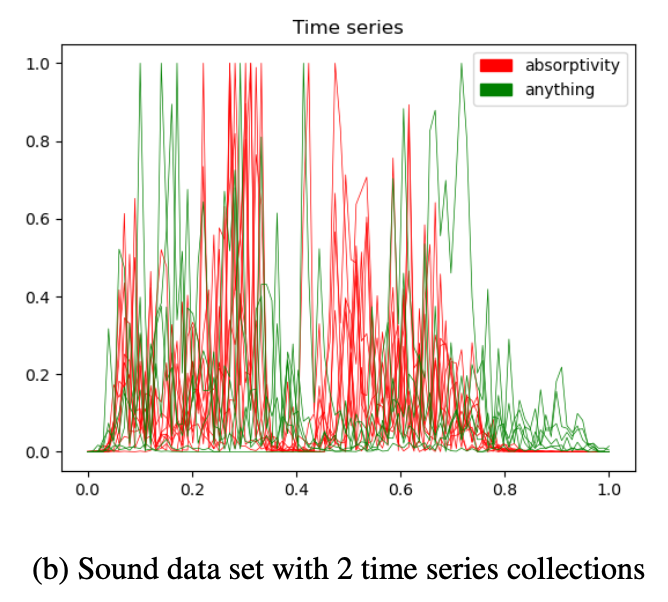 Time series
absorptivity
anything
1.0
0.8
0.6
0.4
0.2
0.0
0.0 0.2 0.4 0.6 0.8 1.0
(b) Sound data set with 2 time series collections